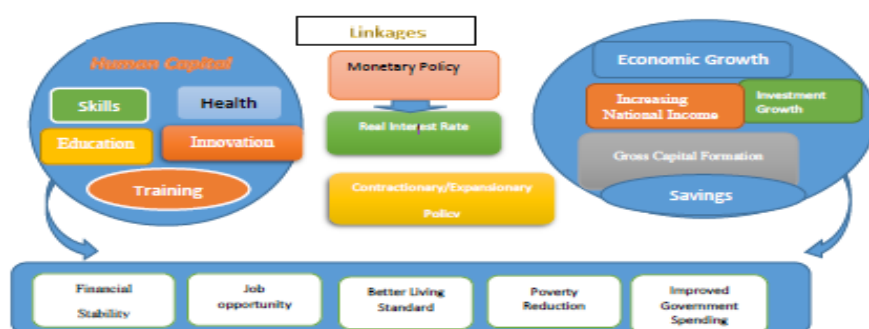 Linkages
Human Capital
Skills
Health
Education
Innovation
Training
Monetary Policy
Real Interest Rate
Contractionary/Expansionary
Policy
Economic Growth
Increasing
National Income
Investment
Growth
Gross Capital Formation
Savings
Financial
Stability
Job
opportunity
Better Living
Standard
Poverty
Reduction
Improved
Government
Spending